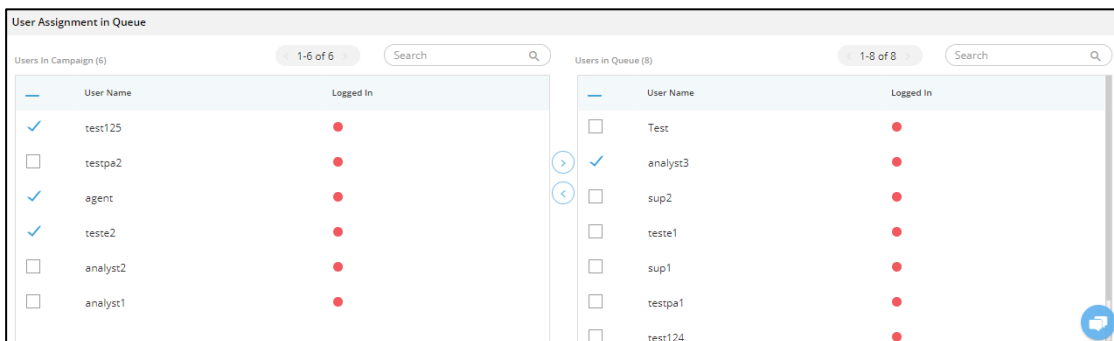 User Assignment in Queue
Users In Campaign (6) 1-6 of 6 Search
User Name Logged In
test125
testpa2
agent
teste2
analyst2
analyst1
Users in Queue (8) 1-8 of 8 Search
User Name Logged In
Test
analyst3
sup2
teste1
sup1
testpa1
test124